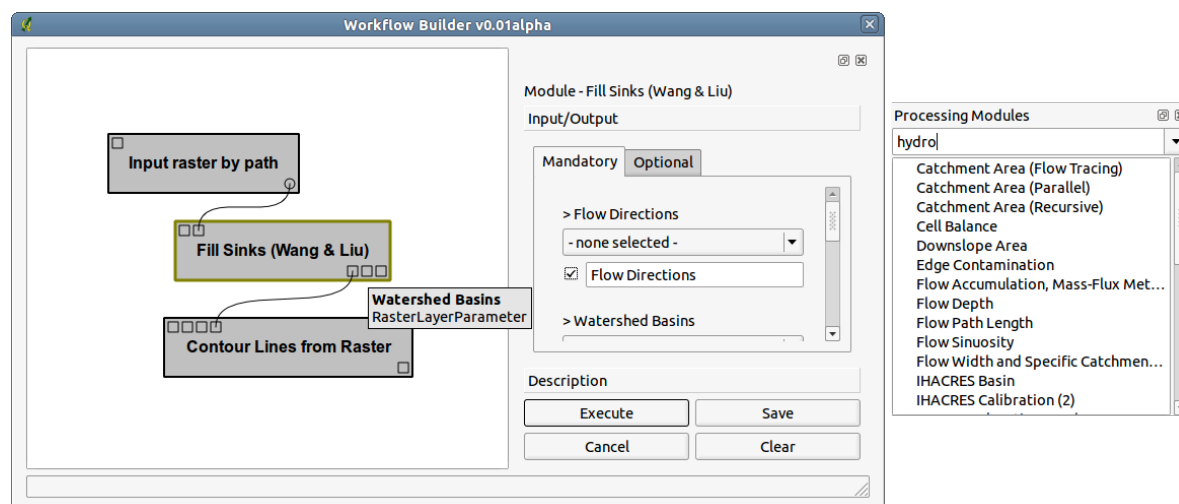 Workflow Builder v0.01alpha
Input raster by path
Fill Sinks (Wang & Liu)
Watershed Basins
RasterLayerParameter
Contour Lines from Raster
Module - Fill Sinks (Wang & Liu)
Input/Output
Mandatory Optional
> Flow Directions
- none selected -
Flow Directions
> Watershed Basins
Description
Execute Save
Cancel Clear
Processing Modules
hydro
Catchment Area (Flow Tracing)
Catchment Area (Parallel)
Catchment Area (Recursive)
Cell Balance
Downslope Area
Edge Contamination
Flow Accumulation, Mass-Flux Met...
Flow Depth
Flow Path Length
Flow Sinuosity
Flow Width and Specific Catchmen...
IHACRES Basin
IHACRES Calibration (2)